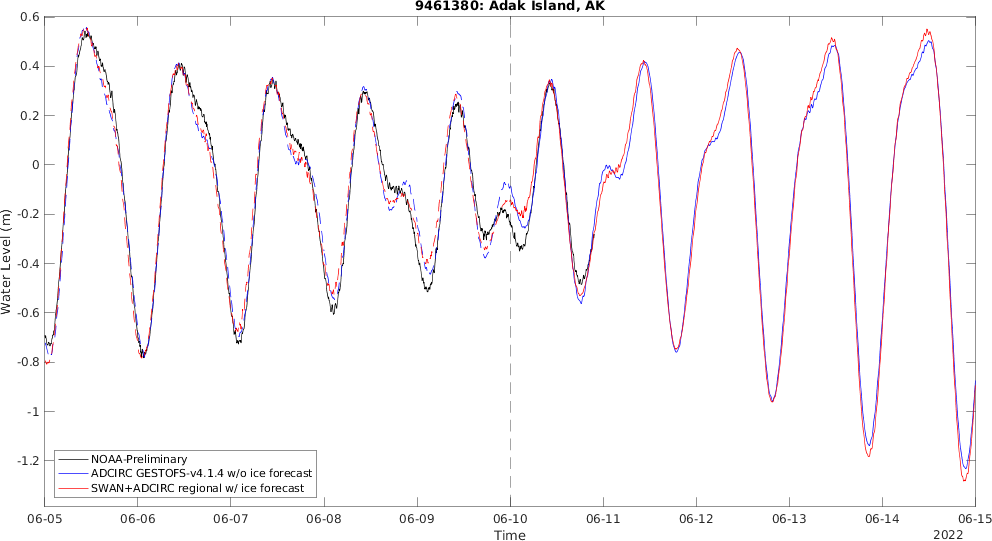 9461380: Adak Island, AK
0.6
0.4
0.2
0
-0.2
-0.4
-0.6
-0.8
-1
-1.2
Water Level (m)
NOAA-Preliminary
ADCIRC GESTOFS-v4.1.4 w/o ice forecast
SWAN+ADCIRC regional w/ ice forecast
06-05 06-06 06-07 06-08 06-09 06-10 06-11 06-12 06-13 06-14 06-15
Time
2022